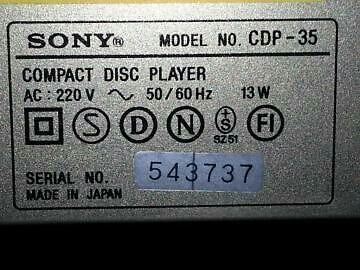 SONY® MODEL NO. CDP-35
COMPACT DISC PLAYER
AC : 220 V ~ 50/60 Hz 13 W
S D N S FI
SZ51
SERIAL NO. 543737
MADE IN JAPAN